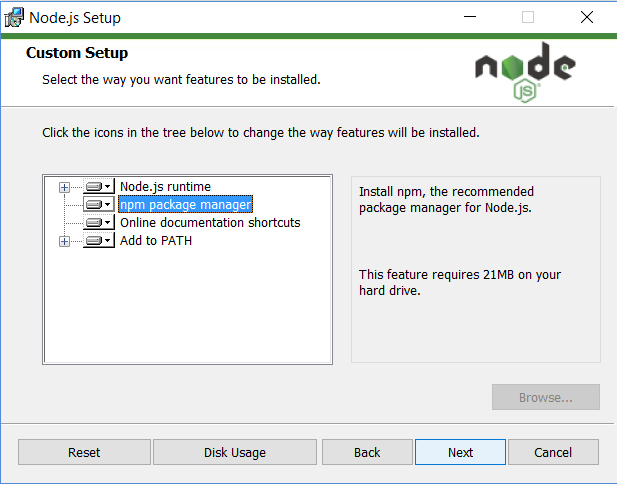 Node.js Setup
Custom Setup
Select the way you want features to be installed.
node
JS
Click the icons in the tree below to change the way features will be installed.
Node.js runtime
npm package manager
Online documentation shortcuts
Add to PATH
Install npm, the recommended
package manager for Node.js.
This feature requires 21MB on your
hard drive.
Browse...
Reset
Disk Usage
Back
Next
Cancel